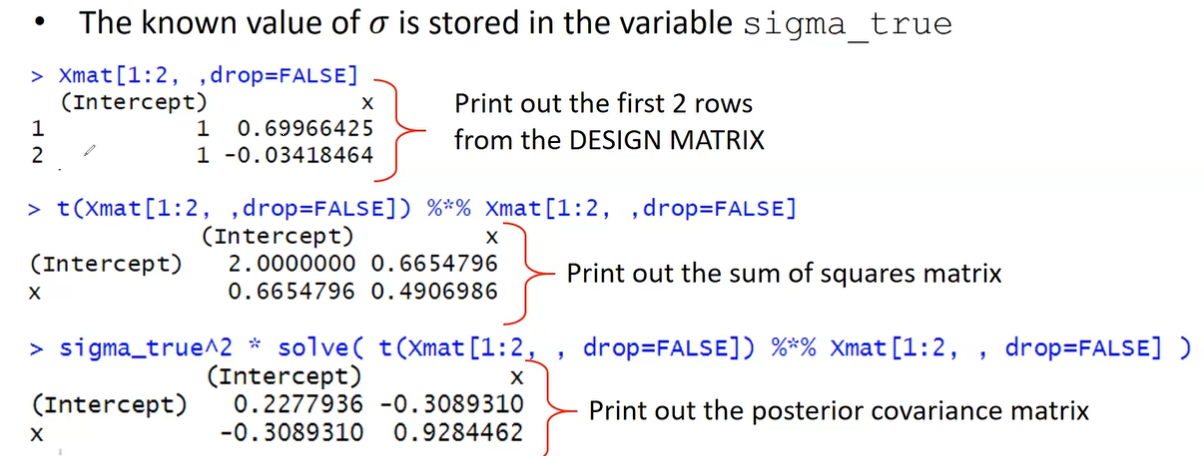 • The known value of σ is stored in the variable sigma_true
> Xmat[1:2, ,drop=FALSE]
(Intercept) x
1 1 0.69966425
2 1 -0.03418464
Print out the first 2 rows
from the DESIGN MATRIX
> t(Xmat[1:2, ,drop=FALSE]) %*% Xmat[1:2, ,drop=FALSE]
(Intercept) x
(Intercept) 2.0000000 0.6654796
x 0.6654796 0.4906986
Print out the sum of squares matrix
> sigma_true^2 * solve( t(Xmat[1:2, , drop=FALSE]) %*% Xmat[1:2, , drop=FALSE] )
(Intercept) x
(Intercept) 0.2277936 -0.3089310
x -0.3089310 0.9284462
Print out the posterior covariance matrix